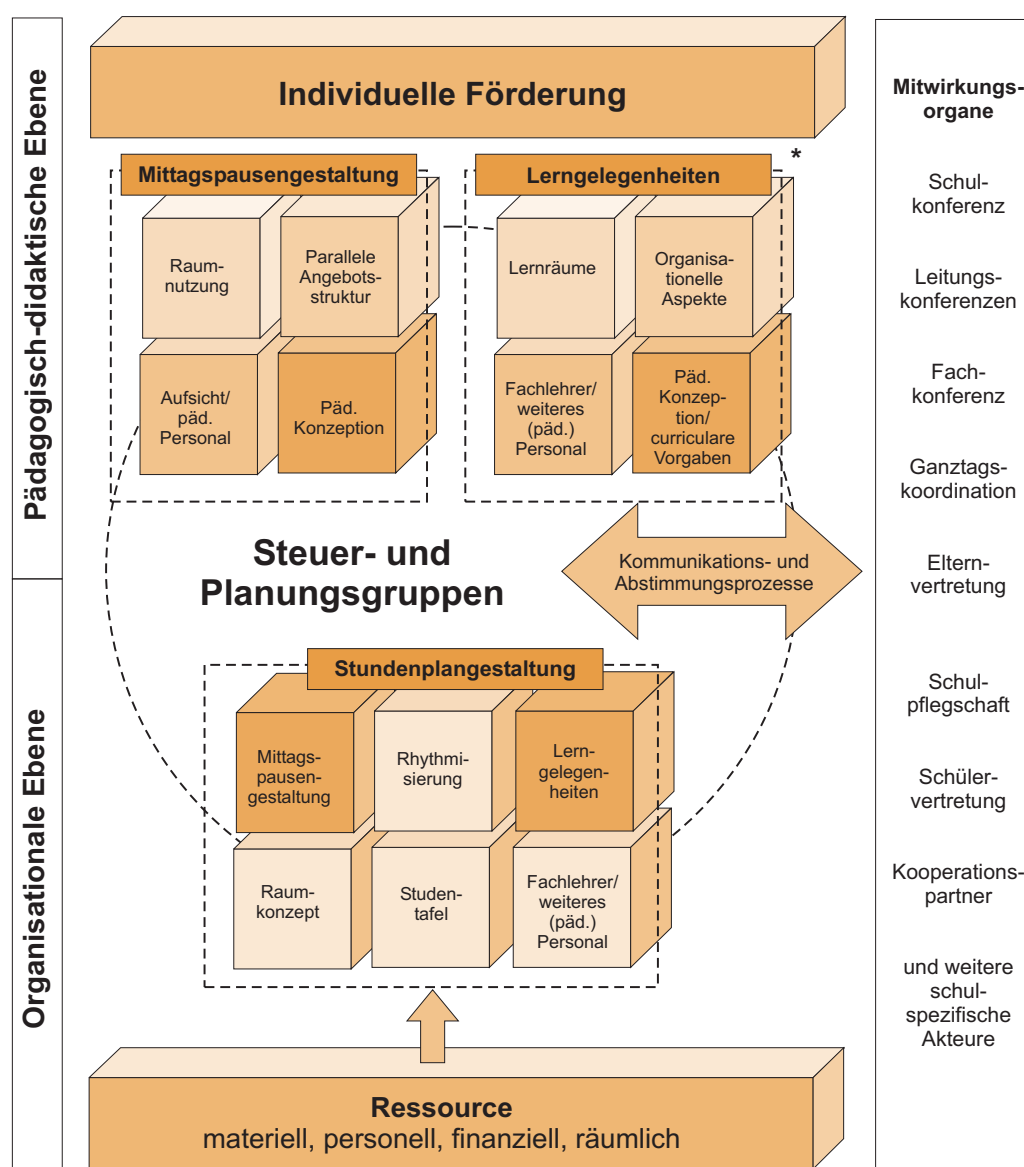 Pädagogisch-didaktische Ebene
Organisationale Ebene
Individuelle Förderung
*
Mittagspausengestaltung
Raum-
nutzung
Parallele
Angebots-
struktur
Aufsicht/
päd.
Personal
Päd.
Konzeption
Lerngelegenheiten
Lernräume
Organisa-
tionelle
Aspekte
Fachlehrer/
weiteres
(päd.)
Personal
Päd.
Konzep-
tion/
curriculare
Vorgaben
Steuer- und
Planungsgruppen
Kommunikations- und
Abstimmungsprozesse
Stundenplangestaltung
Mittags-
pausen-
gestaltung
Rhythmi-
sierung
Lern-
gelegen-
heiten
Raum-
konzept
Studen-
tafel
Fachlehrer/
weiteres
(päd.)
Personal
Ressource
materiell, personell, finanziell, räumlich
Mitwirkungs-
organe
Schul-
konferenz
Leitungs-
konferenzen
Fach-
konferenz
Ganztags-
koordination
Eltern-
vertretung
Schul-
pflegschaft
Schüler-
vertretung
Kooperations-
partner
und weitere
schul-
spezifische
Akteure